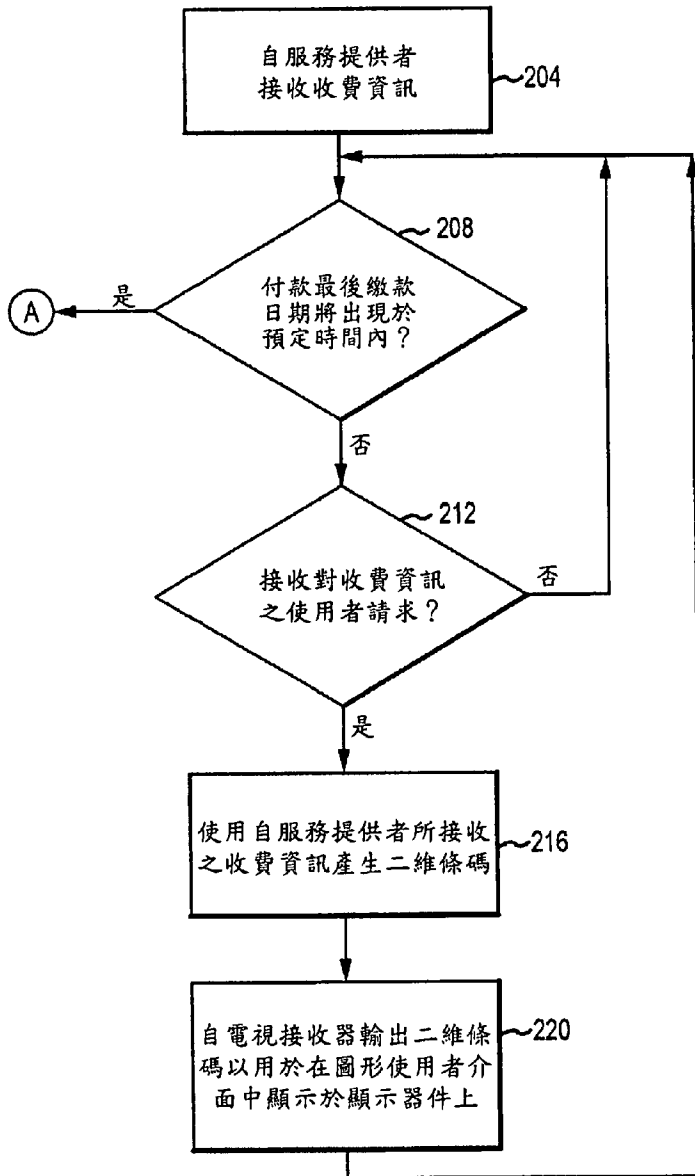 自服務提供者
接收收費資訊
204
208
付款最後繳款
日期將出現於
預定時間內？
是
A
否
212
接收對收費資訊
之使用者請求？
否
是
使用自服務提供者所接收
之收費資訊產生二維條碼
216
自電視接收器輸出二維條
碼以用於在圖形使用者介
面中顯示於顯示器件上
220